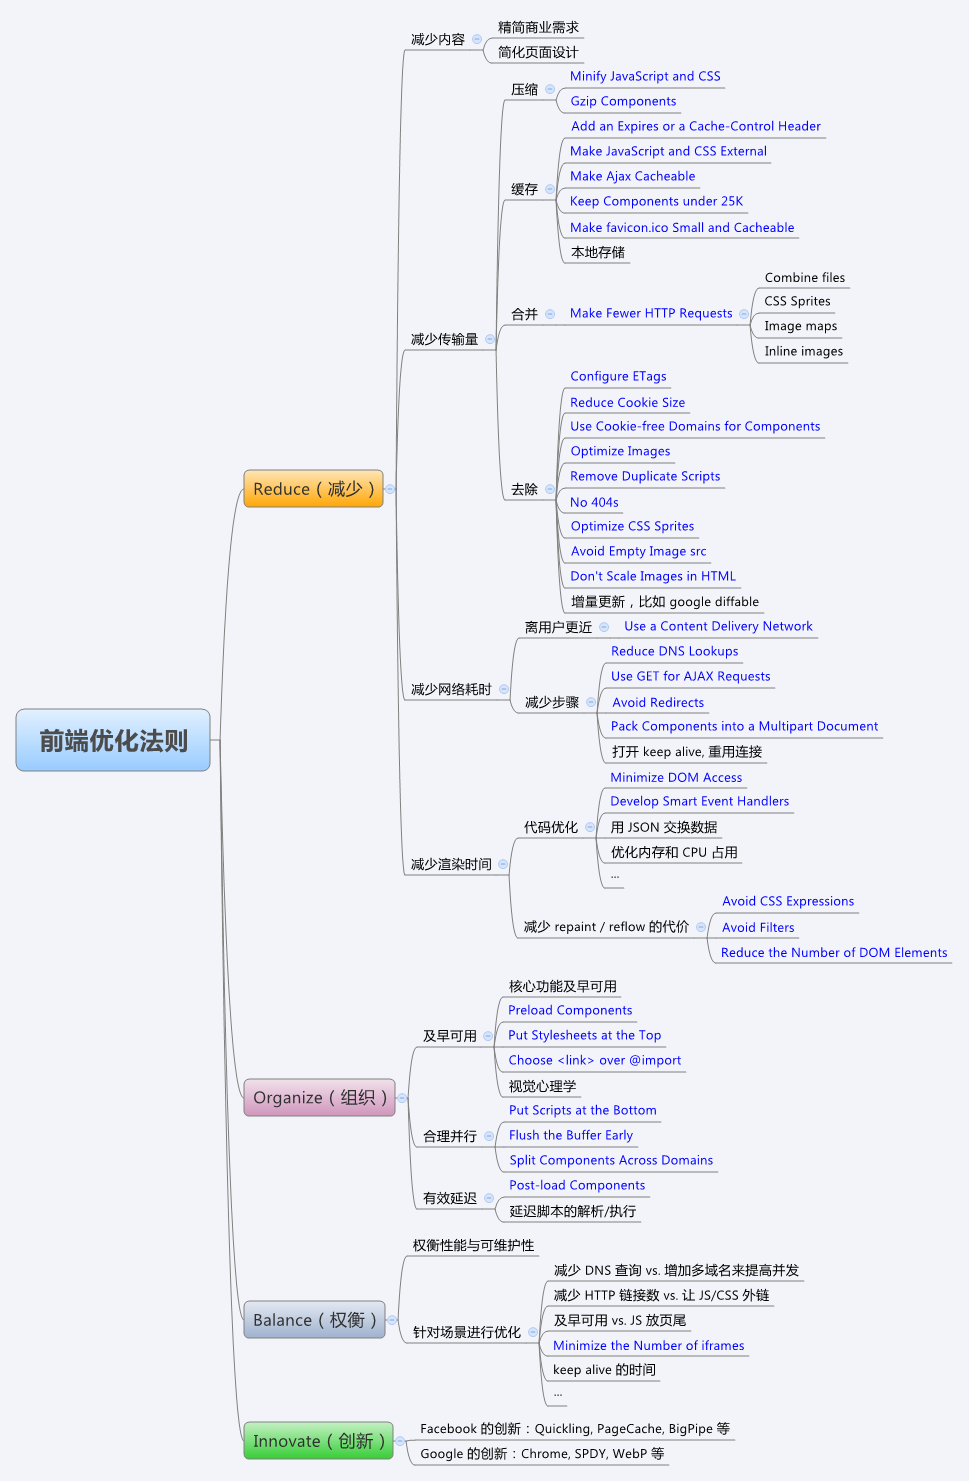 前端优化法则
Reduce（减少）
减少内容
精简商业需求
简化页面设计
减少传输量
压缩
Minify JavaScript and CSS
Gzip Components
缓存
Add an Expires or a Cache-Control Header
Make JavaScript and CSS External
Make Ajax Cacheable
Keep Components under 25K
Make favicon.ico Small and Cacheable
本地存储
合并
Make Fewer HTTP Requests
Combine files
CSS Sprites
Image maps
Inline images
去除
Configure ETags
Reduce Cookie Size
Use Cookie-free Domains for Components
Optimize Images
Remove Duplicate Scripts
No 404s
Optimize CSS Sprites
Avoid Empty Image src
Don't Scale Images in HTML
增量更新，比如 google diffable
减少网络耗时
离用户更近
Use a Content Delivery Network
减少步骤
Reduce DNS Lookups
Use GET for AJAX Requests
Avoid Redirects
Pack Components into a Multipart Document
打开 keep alive, 重用连接
减少渲染时间
代码优化
Minimize DOM Access
Develop Smart Event Handlers
用 JSON 交换数据
优化内存和 CPU 占用
...
减少 repaint / reflow 的代价
Avoid CSS Expressions
Avoid Filters
Reduce the Number of DOM Elements
Organize（组织）
及早可用
核心功能及早可用
Preload Components
Put Stylesheets at the Top
Choose <link> over @import
视觉心理学
合理并行
Put Scripts at the Bottom
Flush the Buffer Early
Split Components Across Domains
有效延迟
Post-load Components
延迟脚本的解析/执行
Balance（权衡）
权衡性能与可维护性
针对场景进行优化
减少 DNS 查询 vs. 增加多域名来提高并发
减少 HTTP 链接数 vs. 让 JS/CSS 外链
及早可用 vs. JS 放页尾
Minimize the Number of iframes
keep alive 的时间
...
Innovate（创新）
Facebook 的创新：Quickling, PageCache, BigPipe 等
Google 的创新：Chrome, SPDY, WebP 等